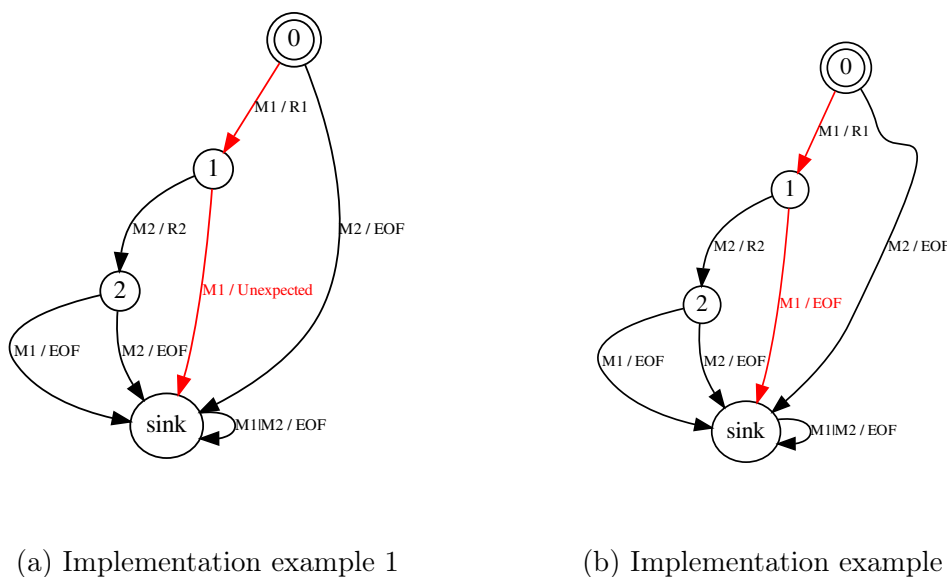 0
M1 / R1
1
M2 / R2
M2 / EOF
2
M1 / Unexpected
M1 / EOF
M2 / EOF
sink
M1|M2 / EOF
(a) Implementation example 1
0
M1 / R1
1
M2 / R2
M2 / EOF
2
M1 / EOF
M1 / EOF
M2 / EOF
sink
M1|M2 / EOF
(b) Implementation example